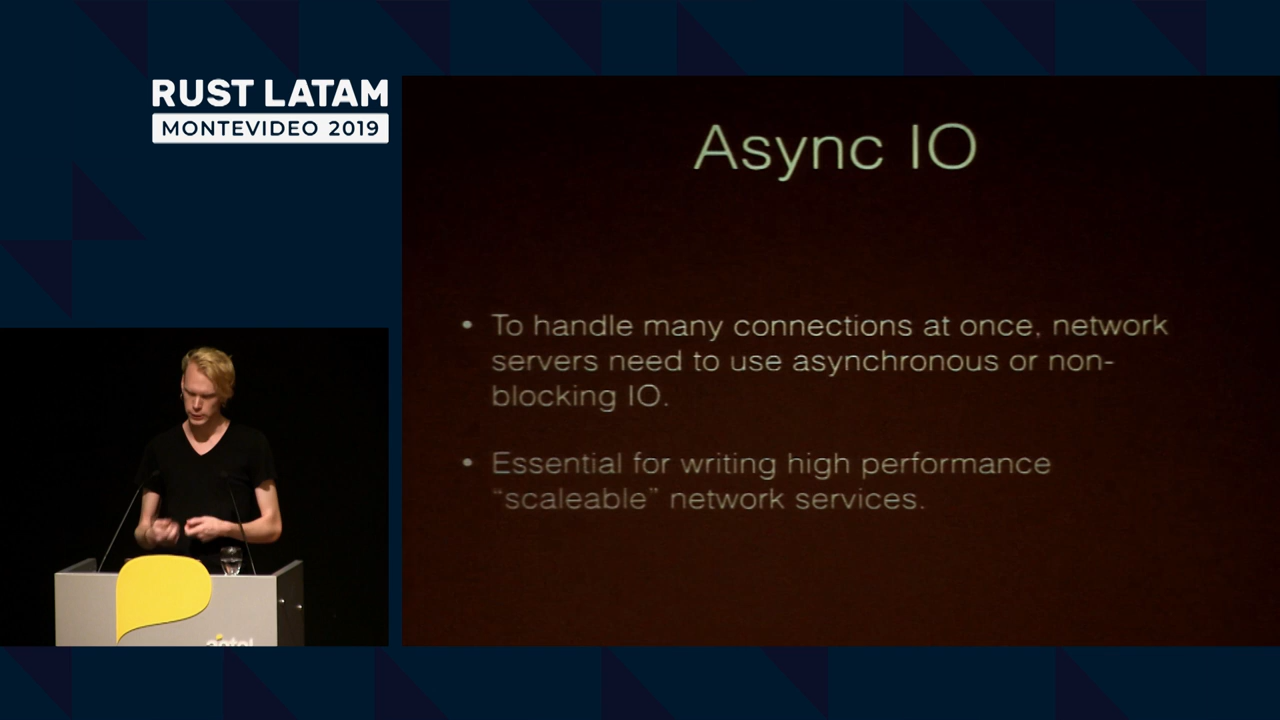 RUST LATAM
MONTEVIDEO 2019
Async IO
• To handle many connections at once, network
servers need to use asynchronous or non-
blocking IO.
• Essential for writing high performance
“scaleable” network services.